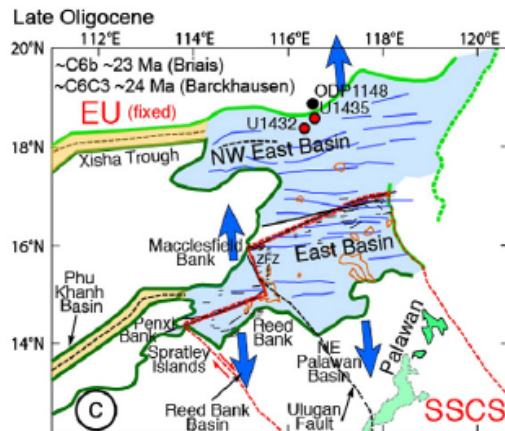 Late Oligocene
111°E
114°E
116°E
118°E
120°E
20°N
~C6b ~23 Ma (Briais)
~C6C3 ~24 Ma (Barckhausen)
ODP1148
EU (fixed)
U1435
U1432
18°N
Xisha Trough
NW East Basin
16°N
Macclesfield
Bank
ZFZ
East Basin
Phu
Khanh
Basin
14°N
Penxi
Bank
Reed
Bank
Spratley
Islands
NE
Palawan
Basin
Palawan
C
Reed Bank
Basin
Ulugan
Fault
SSCS